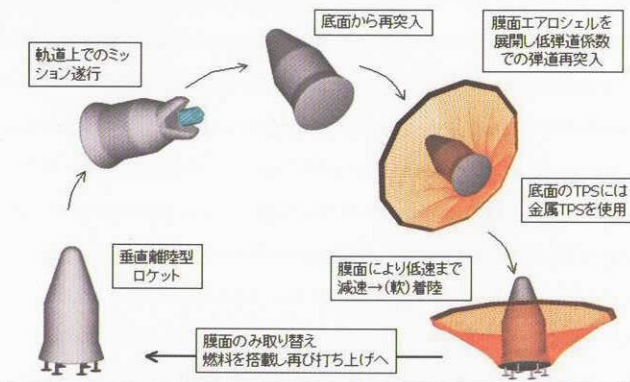 底面から再突入
膜面エアロシェルを
展開し低弾道係数
での弾道再突入
軌道上でのミッ
ション遂行
底面のTPSには
金属TPSを使用
垂直離陸型
ロケット
膜面により低速まで
減速→(軟)着陸
膜面のみ取り替え
燃料を搭載し再び打ち上げへ